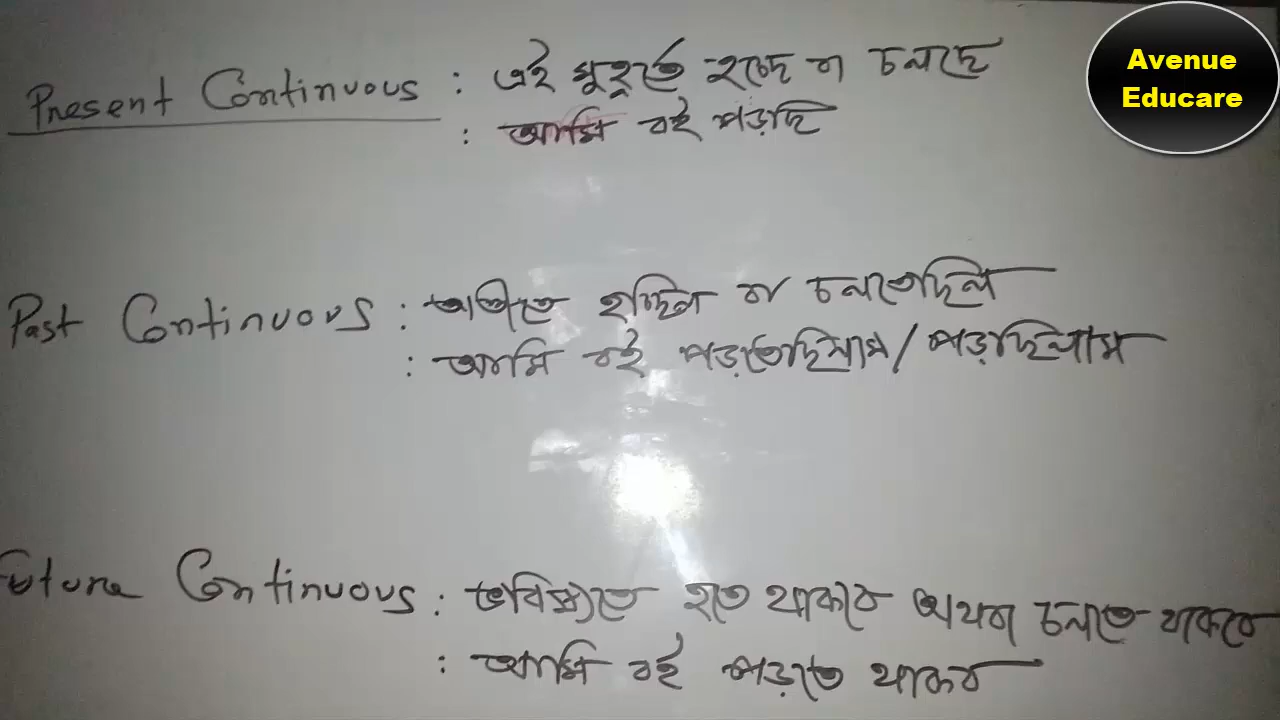 Avenue
Educare
Present Continuous : এই মুহূর্তে হচ্ছে বা চলছে
: আমি বই পড়ছি
Past Continuous : অতীতে হচ্ছিল বা চলতেছিল
: আমি বই পড়তেছিলাম/পড়ছিলাম
Future Continuous : ভবিষ্যতে হতে থাকবে অথবা চলতে থাকবে
: আমি বই পড়তে থাকব